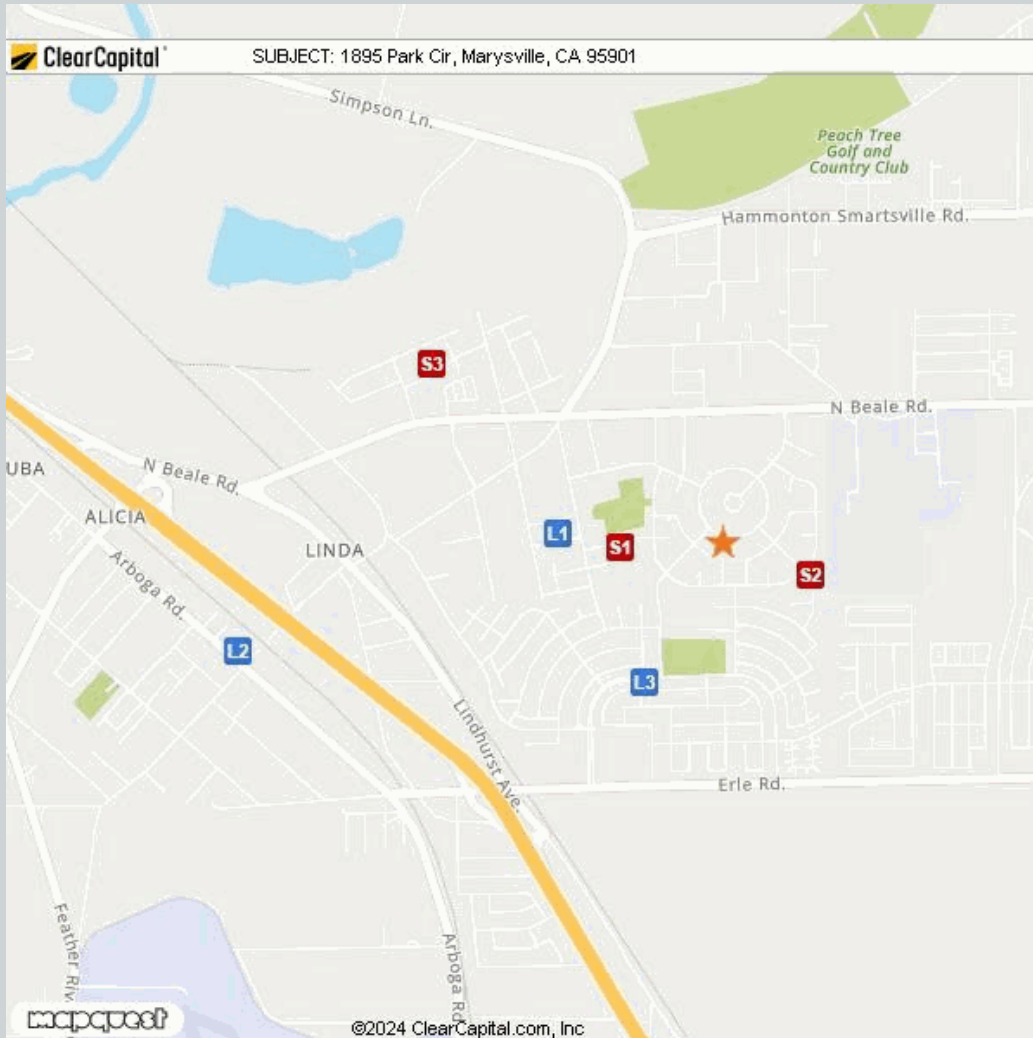 ClearCapital
SUBJECT: 1895 Park Cir, Marysville, CA 95901
Simpson Ln.
Peach Tree
Golf and
Country Club
Hammonton Smartsville Rd.
S3
N Beale Rd.
UBA
N Beale Rd.
ALICIA
L1
S1
LINDA
S2
Arboga Rd.
L2
L3
Lindhurst Ave.
Erle Rd.
Feather Riv
Arboga Rd
mapquest
©2024 ClearCapital.com, Inc